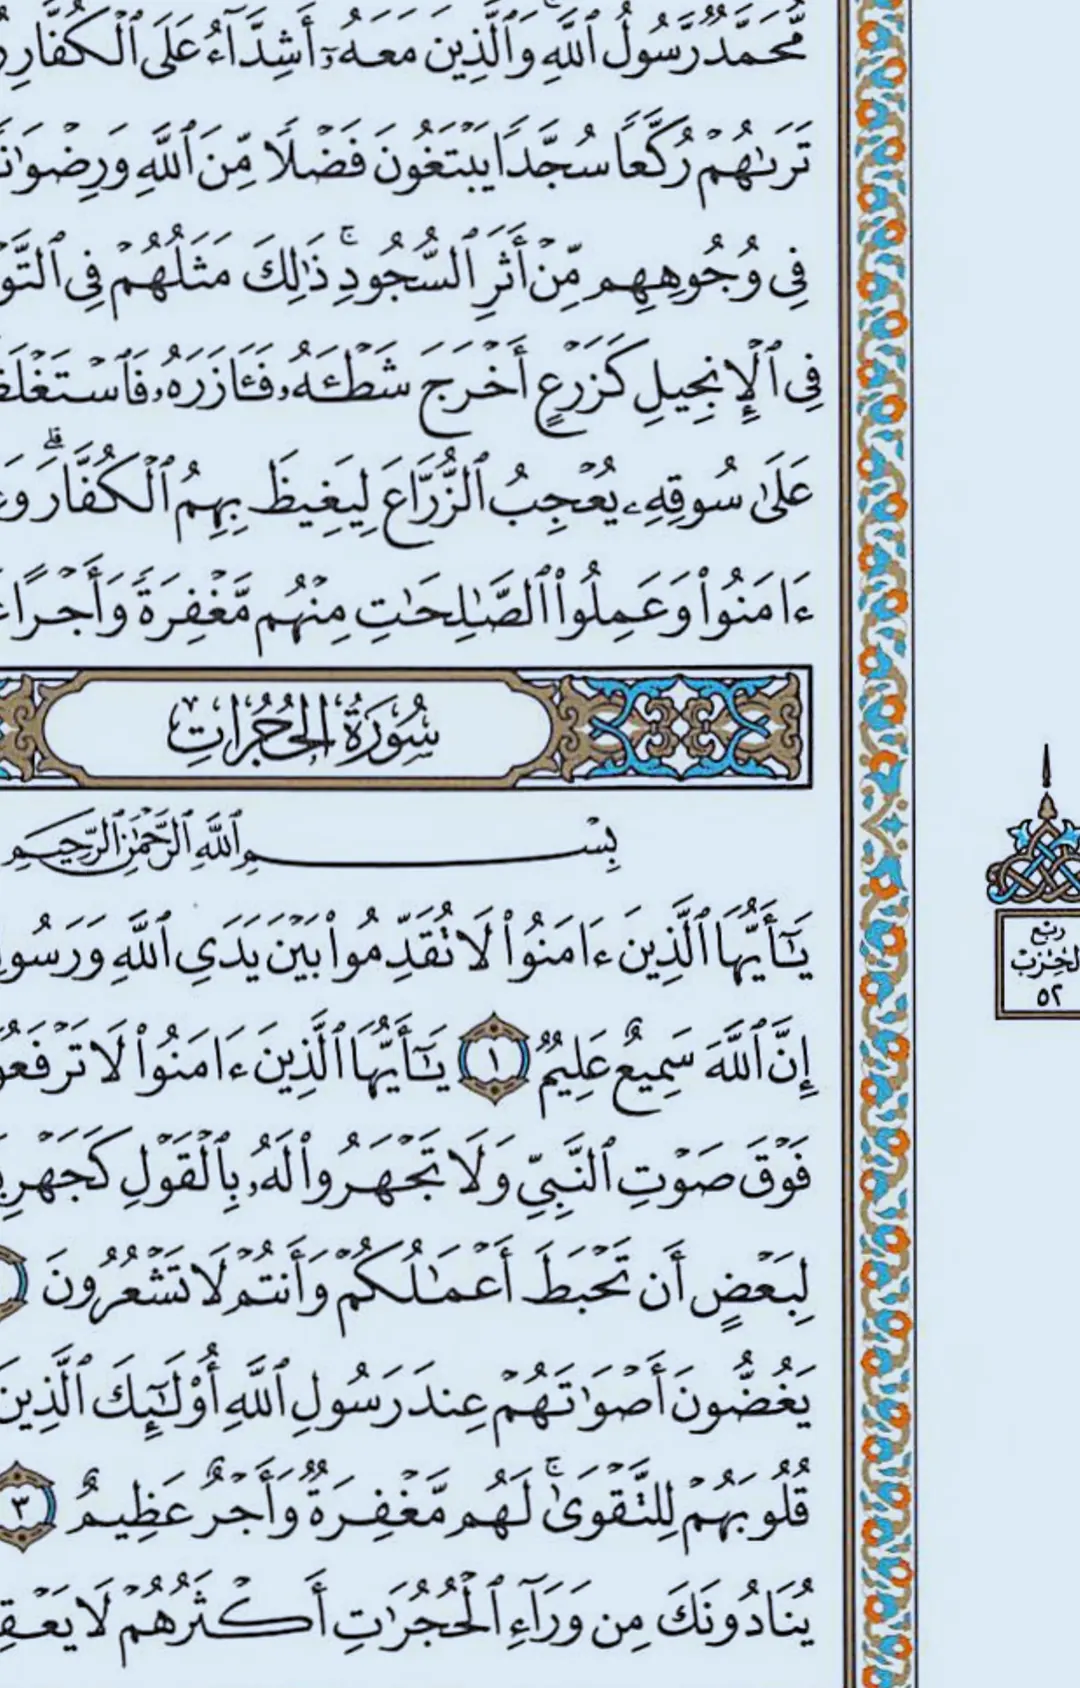 مُّحَمَّدٌ رَّسُولُ ٱللَّهِ وَٱلَّذِينَ مَعَهُۥٓ أَشِدَّآءُ عَلَى ٱلْكُفَّارِ
تَرَىٰهُمْ رُكَّعًا سُجَّدًا يَبْتَغُونَ فَضْلًا مِّنَ ٱللَّهِ وَرِضْوَٰنً
فِى وُجُوهِهِم مِّنْ أَثَرِ ٱلسُّجُودِ ۚ ذَٰلِكَ مَثَلُهُمْ فِى ٱلتَّوْ
فِى ٱلْإِنجِيلِ كَزَرْعٍ أَخْرَجَ شَطْـَٔهُۥ فَـَٔازَرَهُۥ فَٱسْتَغْلَظَ
عَلَىٰ سُوقِهِۦ يُعْجِبُ ٱلزُّرَّاعَ لِيَغِيظَ بِهِمُ ٱلْكُفَّارَ ۗ وَعَ
ءَامَنُوا۟ وَعَمِلُوا۟ ٱلصَّـٰلِحَـٰتِ مِنْهُم مَّغْفِرَةً وَأَجْرًا عَ
سُورَةُ الحُجُرَاتِ
بِسْمِ ٱللَّهِ ٱلرَّحْمَـٰنِ ٱلرَّحِيمِ
يَـٰٓأَيُّهَا ٱلَّذِينَ ءَامَنُوا۟ لَا تُقَدِّمُوا۟ بَيْنَ يَدَىِ ٱللَّهِ وَرَسُولِ
ربع
الحزب
٥٢
إِنَّ ٱللَّهَ سَمِيعٌ عَلِيمٌ ١ يَـٰٓأَيُّهَا ٱلَّذِينَ ءَامَنُوا۟ لَا تَرْفَعُو
فَوْقَ صَوْتِ ٱلنَّبِىِّ وَلَا تَجْهَرُوا۟ لَهُۥ بِٱلْقَوْلِ كَجَهْرِ
لِبَعْضٍ أَن تَحْبَطَ أَعْمَـٰلُكُمْ وَأَنتُمْ لَا تَشْعُرُونَ
يَغُضُّونَ أَصْوَٰتَهُمْ عِندَ رَسُولِ ٱللَّهِ أُو۟لَـٰٓئِكَ ٱلَّذِينَ
قُلُوبَهُمْ لِلتَّقْوَىٰ ۚ لَهُم مَّغْفِرَةٌ وَأَجْرٌ عَظِيمٌ ٣
يُنَادُونَكَ مِن وَرَآءِ ٱلْحُجُرَٰتِ أَكْثَرُهُمْ لَا يَعْقِ